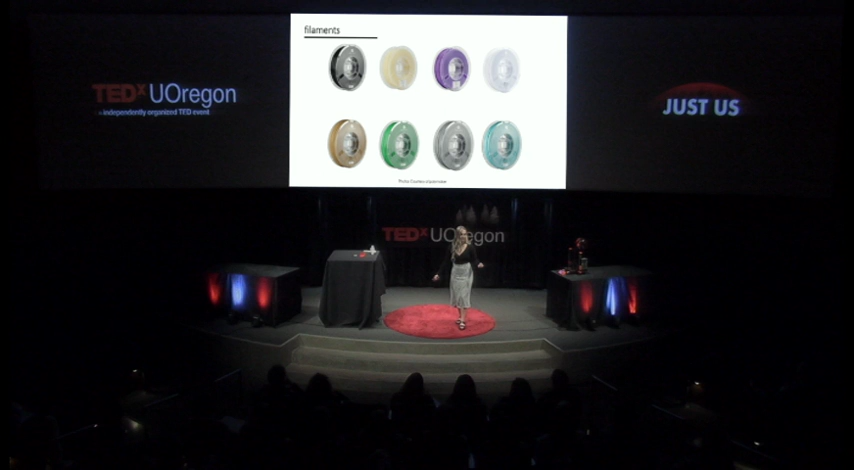 filaments
TEDxUOregon
x = independently organized TED event
JUST US
TEDxUOregon